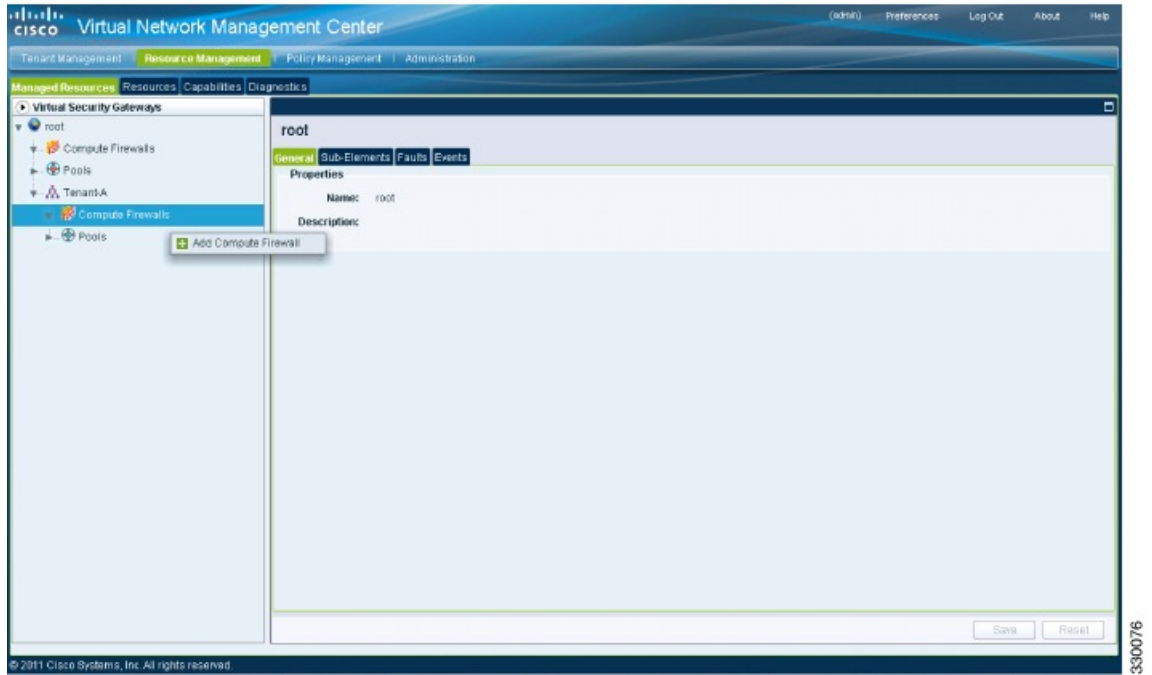 CISCO Virtual Network Management Center
(admin) Preferences Log Out About Help
Tenant Management | Resource Management | Policy Management | Administration
Managed Resources Resources Capabilities Diagnostics
Virtual Security Gateways
root
Compute Firewalls
Pools
Tenant-A
Compute Firewalls
Pools
Add Compute Firewall
root
General Sub-Elements Faults Events
Properties
Name: root
Description:
Save Reset
© 2011 Cisco Systems, Inc. All rights reserved.
330076